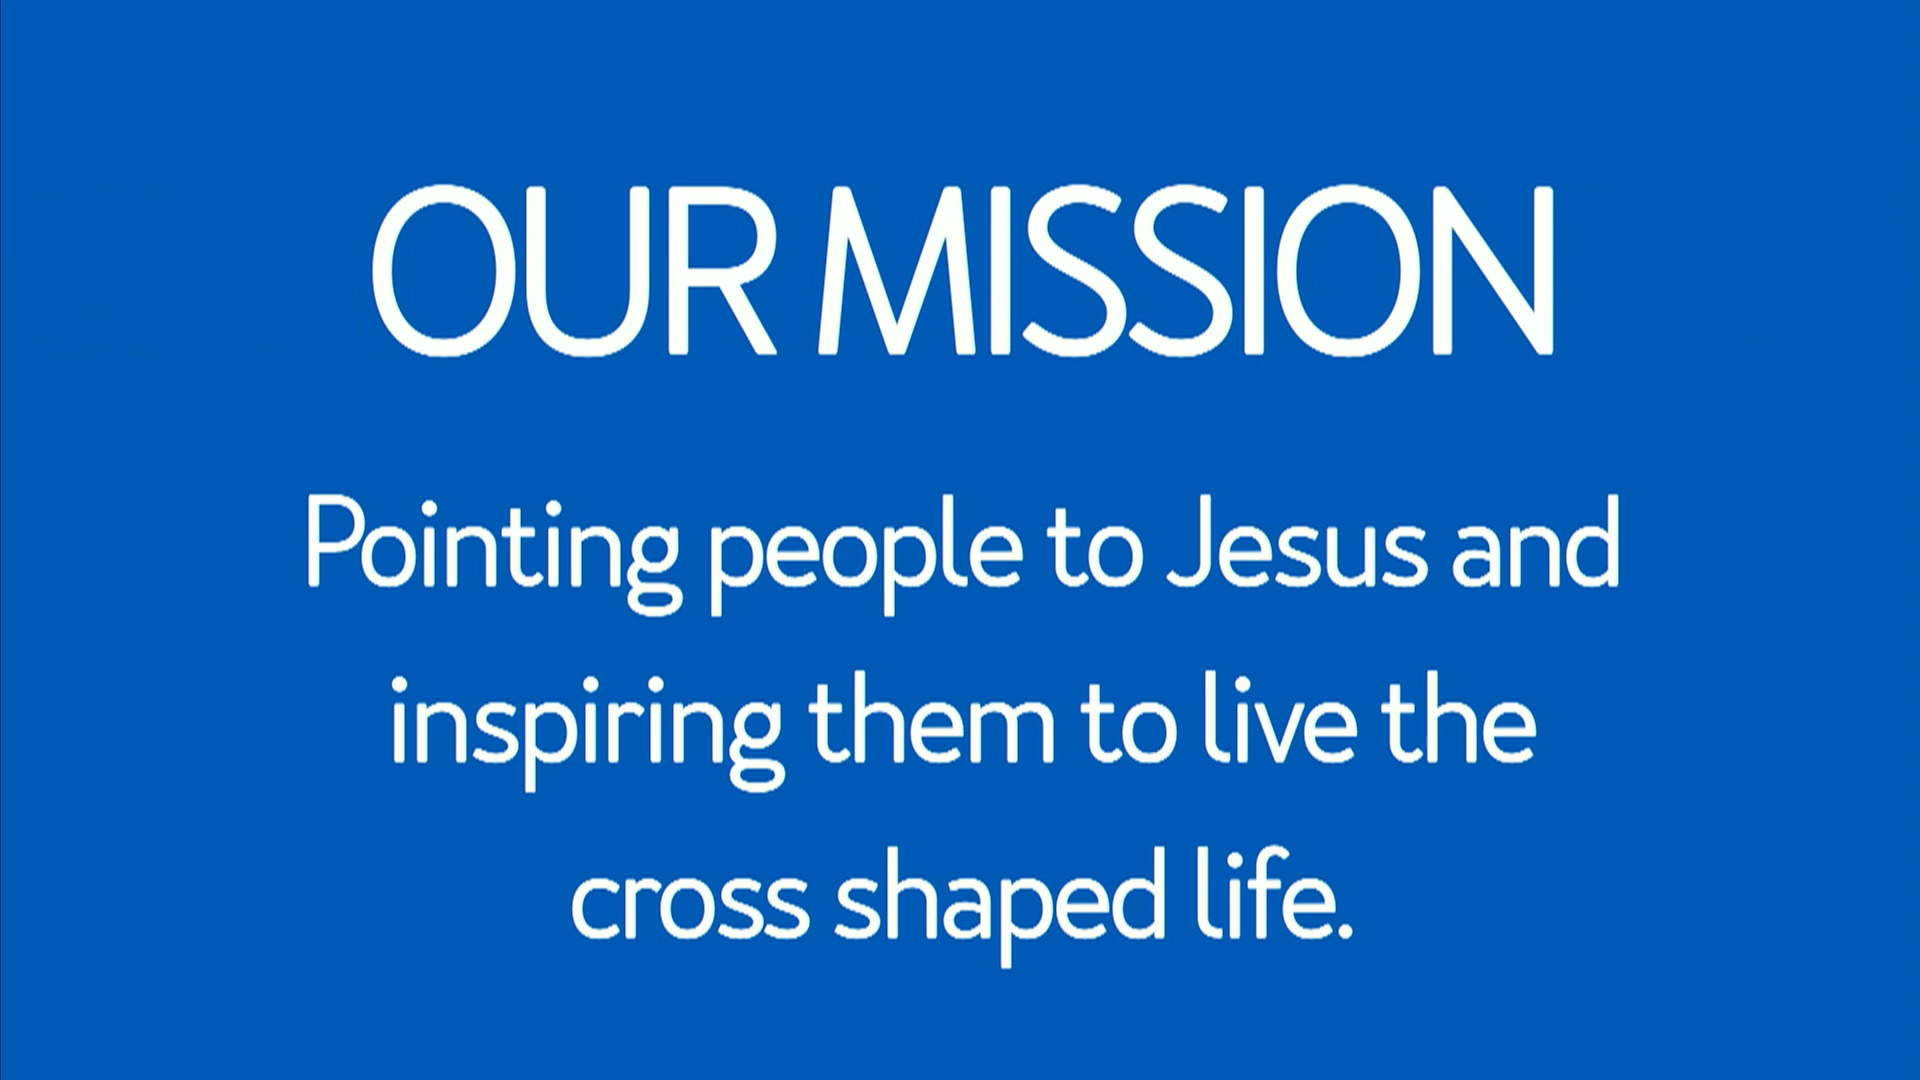 OUR MISSION
Pointing people to Jesus and
inspiring them to live the
cross shaped life.